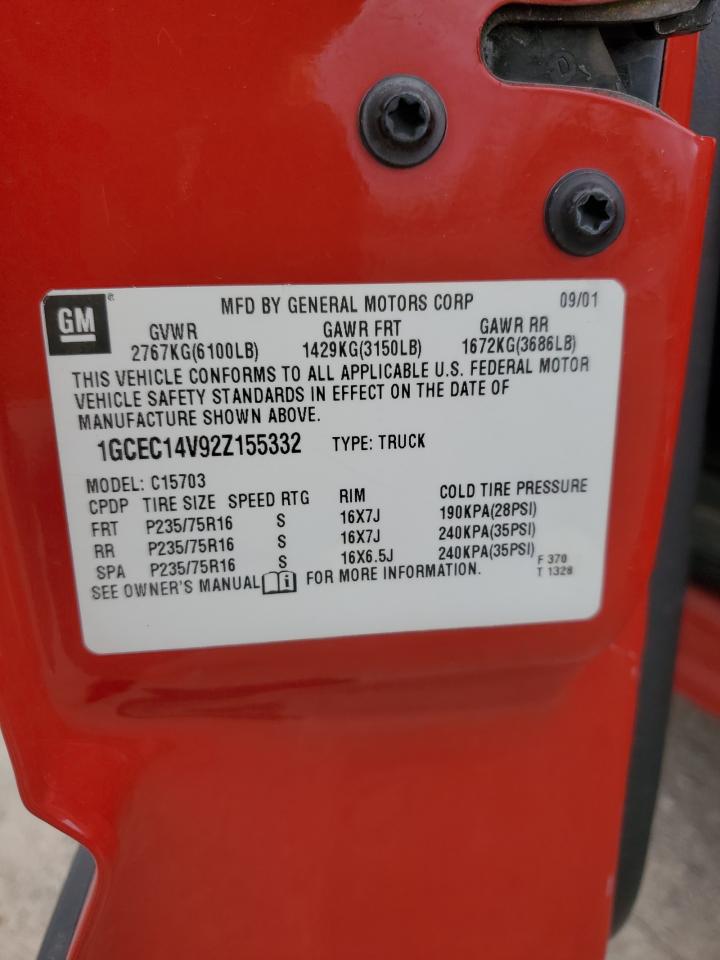 GM® MFD BY GENERAL MOTORS CORP 09/01
GVWR GAWR FRT GAWR RR
2767KG(6100LB) 1429KG(3150LB) 1672KG(3686LB)
THIS VEHICLE CONFORMS TO ALL APPLICABLE U.S. FEDERAL MOTOR
VEHICLE SAFETY STANDARDS IN EFFECT ON THE DATE OF
MANUFACTURE SHOWN ABOVE.
1GCEC14V92Z155332 TYPE: TRUCK
MODEL: C15703
CPDP TIRE SIZE SPEED RTG RIM COLD TIRE PRESSURE
FRT P235/75R16 S 16X7J 190KPA(28PSI)
RR P235/75R16 S 16X7J 240KPA(35PSI)
SPA P235/75R16 S 16X6.5J 240KPA(35PSI)
SEE OWNER'S MANUAL i FOR MORE INFORMATION.
F 370
T 1328
D